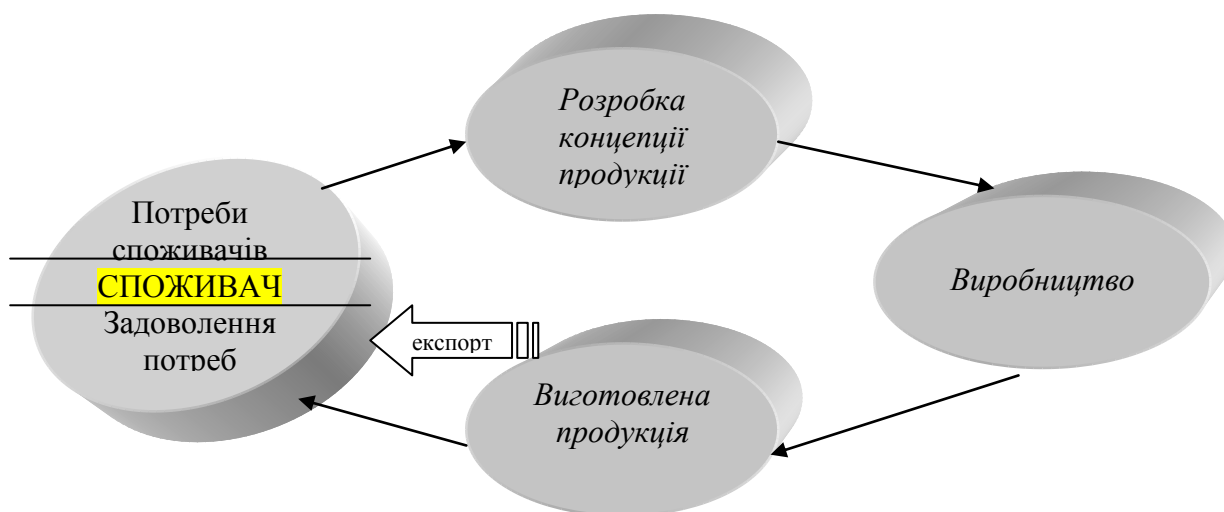 Розробка
концепції
продукції
Потреби
споживачів
СПОЖИВАЧ
Задоволення
потреб
Виробництво
експорт
Виготовлена
продукція